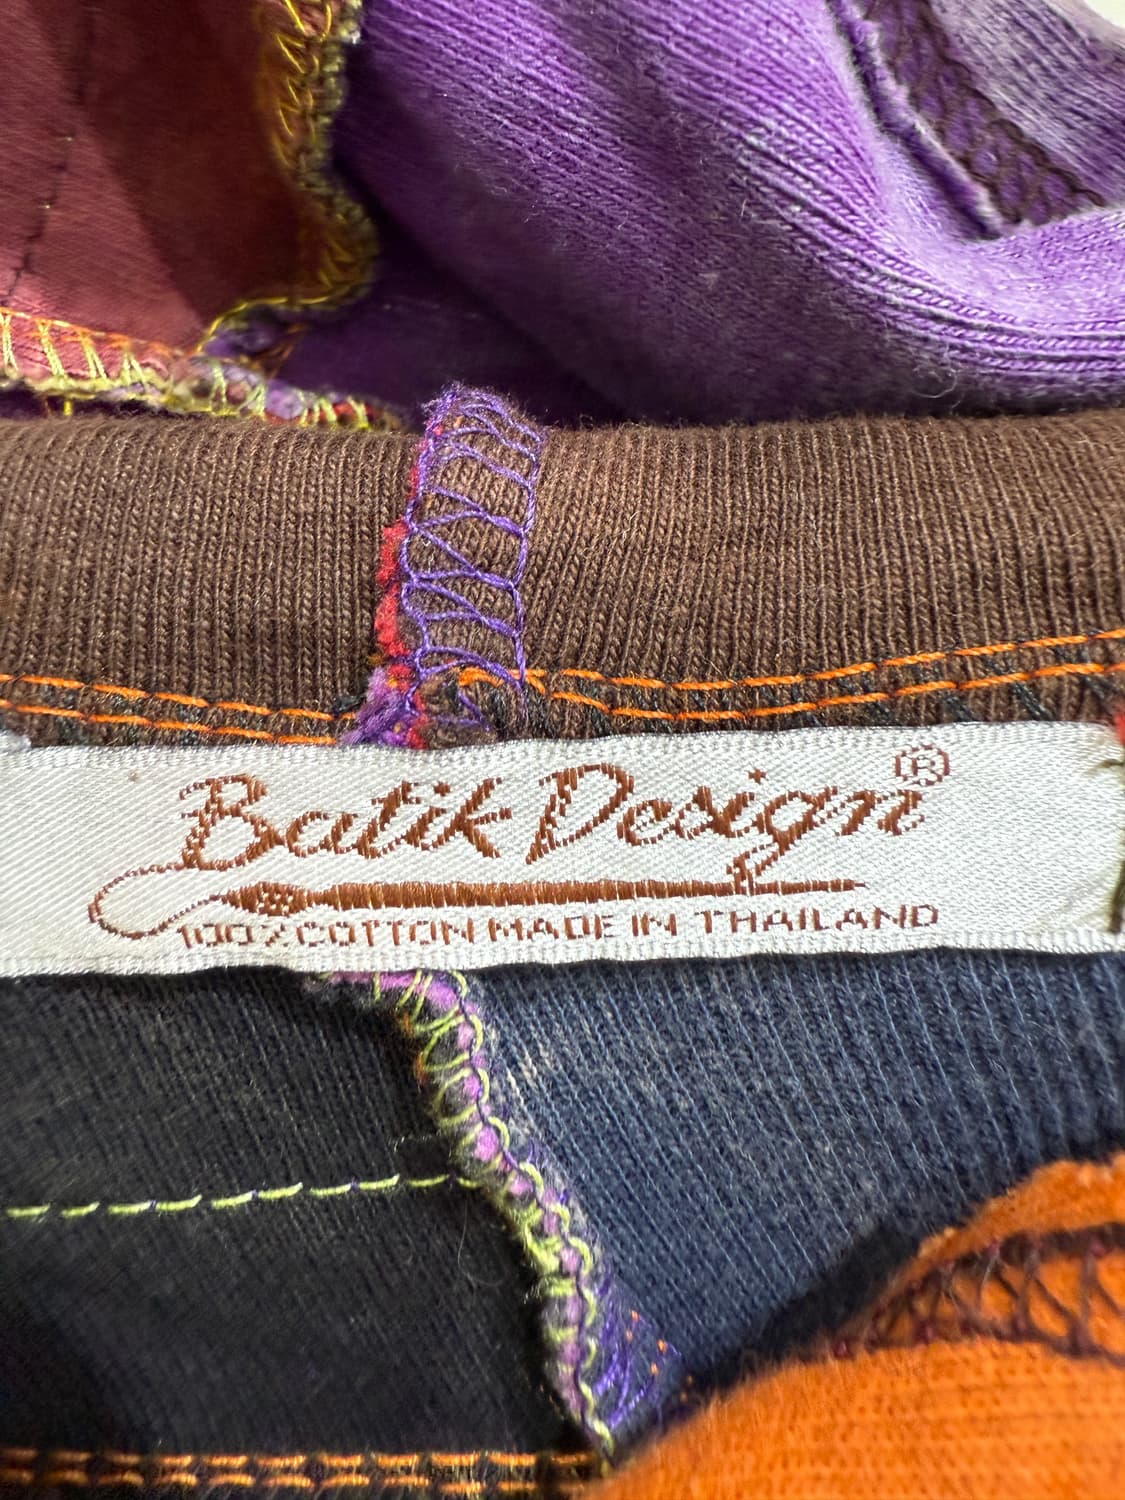 Batik Design®
100% COTTON MADE IN THAILAND